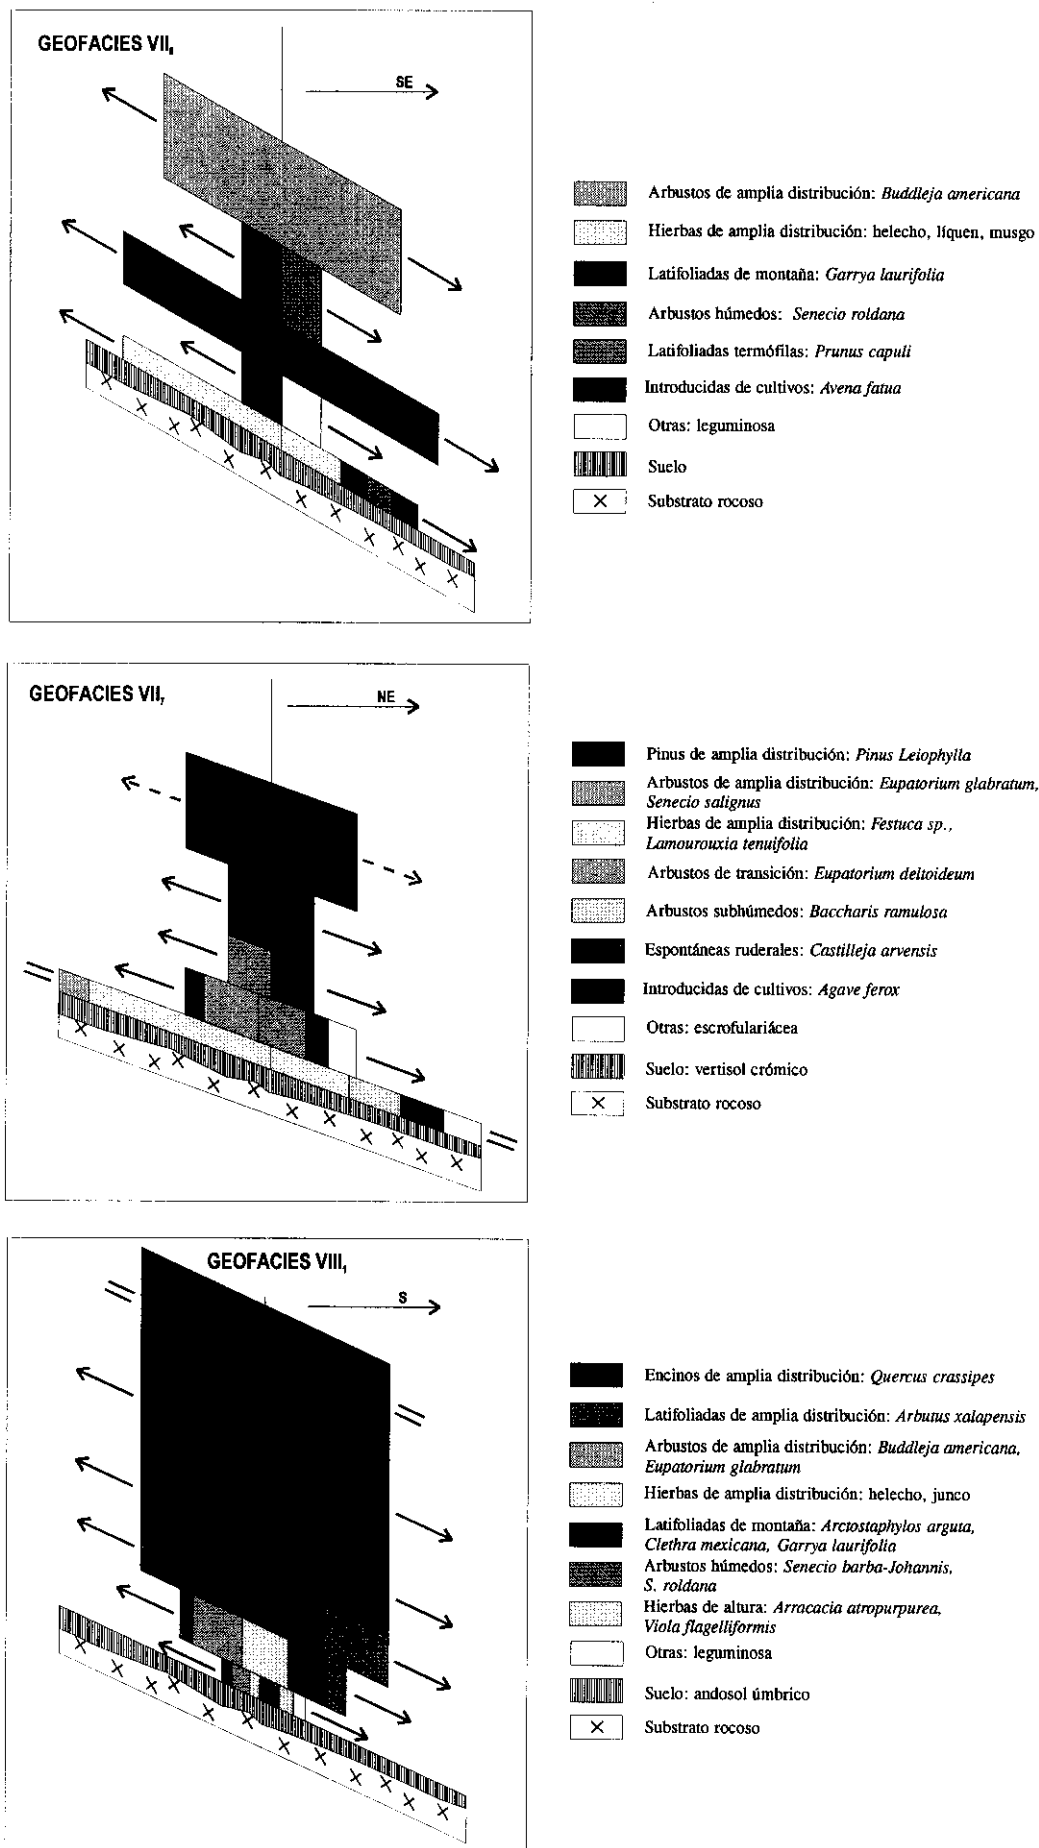 GEOFACIES VII₆
SE
Arbustos de amplia distribución: Buddleja americana
Hierbas de amplia distribución: helecho, líquen, musgo
Latifoliadas de montaña: Garrya laurifolia
Arbustos húmedos: Senecio roldana
Latifoliadas termófilas: Prunus capuli
Introducidas de cultivos: Avena fatua
Otras: leguminosa
Suelo
Substrato rocoso
GEOFACIES VII₇
NE
Pinus de amplia distribución: Pinus Leiophylla
Arbustos de amplia distribución: Eupatorium glabratum,
Senecio salignus
Hierbas de amplia distribución: Festuca sp.,
Lamourouxia tenuifolia
Arbustos de transición: Eupatorium deltoideum
Arbustos subhúmedos: Baccharis ramulosa
Espontáneas ruderales: Castilleja arvensis
Introducidas de cultivos: Agave ferox
Otras: escrofulariácea
Suelo: vertisol crómico
Substrato rocoso
GEOFACIES VIII₁
S
Encinos de amplia distribución: Quercus crassipes
Latifoliadas de amplia distribución: Arbutus xalapensis
Arbustos de amplia distribución: Buddleja americana,
Eupatorium glabratum
Hierbas de amplia distribución: helecho, junco
Latifoliadas de montaña: Arctostaphylos arguta,
Clethra mexicana, Garrya laurifolia
Arbustos húmedos: Senecio barba-Johannis,
S. roldana
Hierbas de altura: Arracacia atropurpurea,
Viola flagelliformis
Otras: leguminosa
Suelo: andosol úmbrico
Substrato rocoso